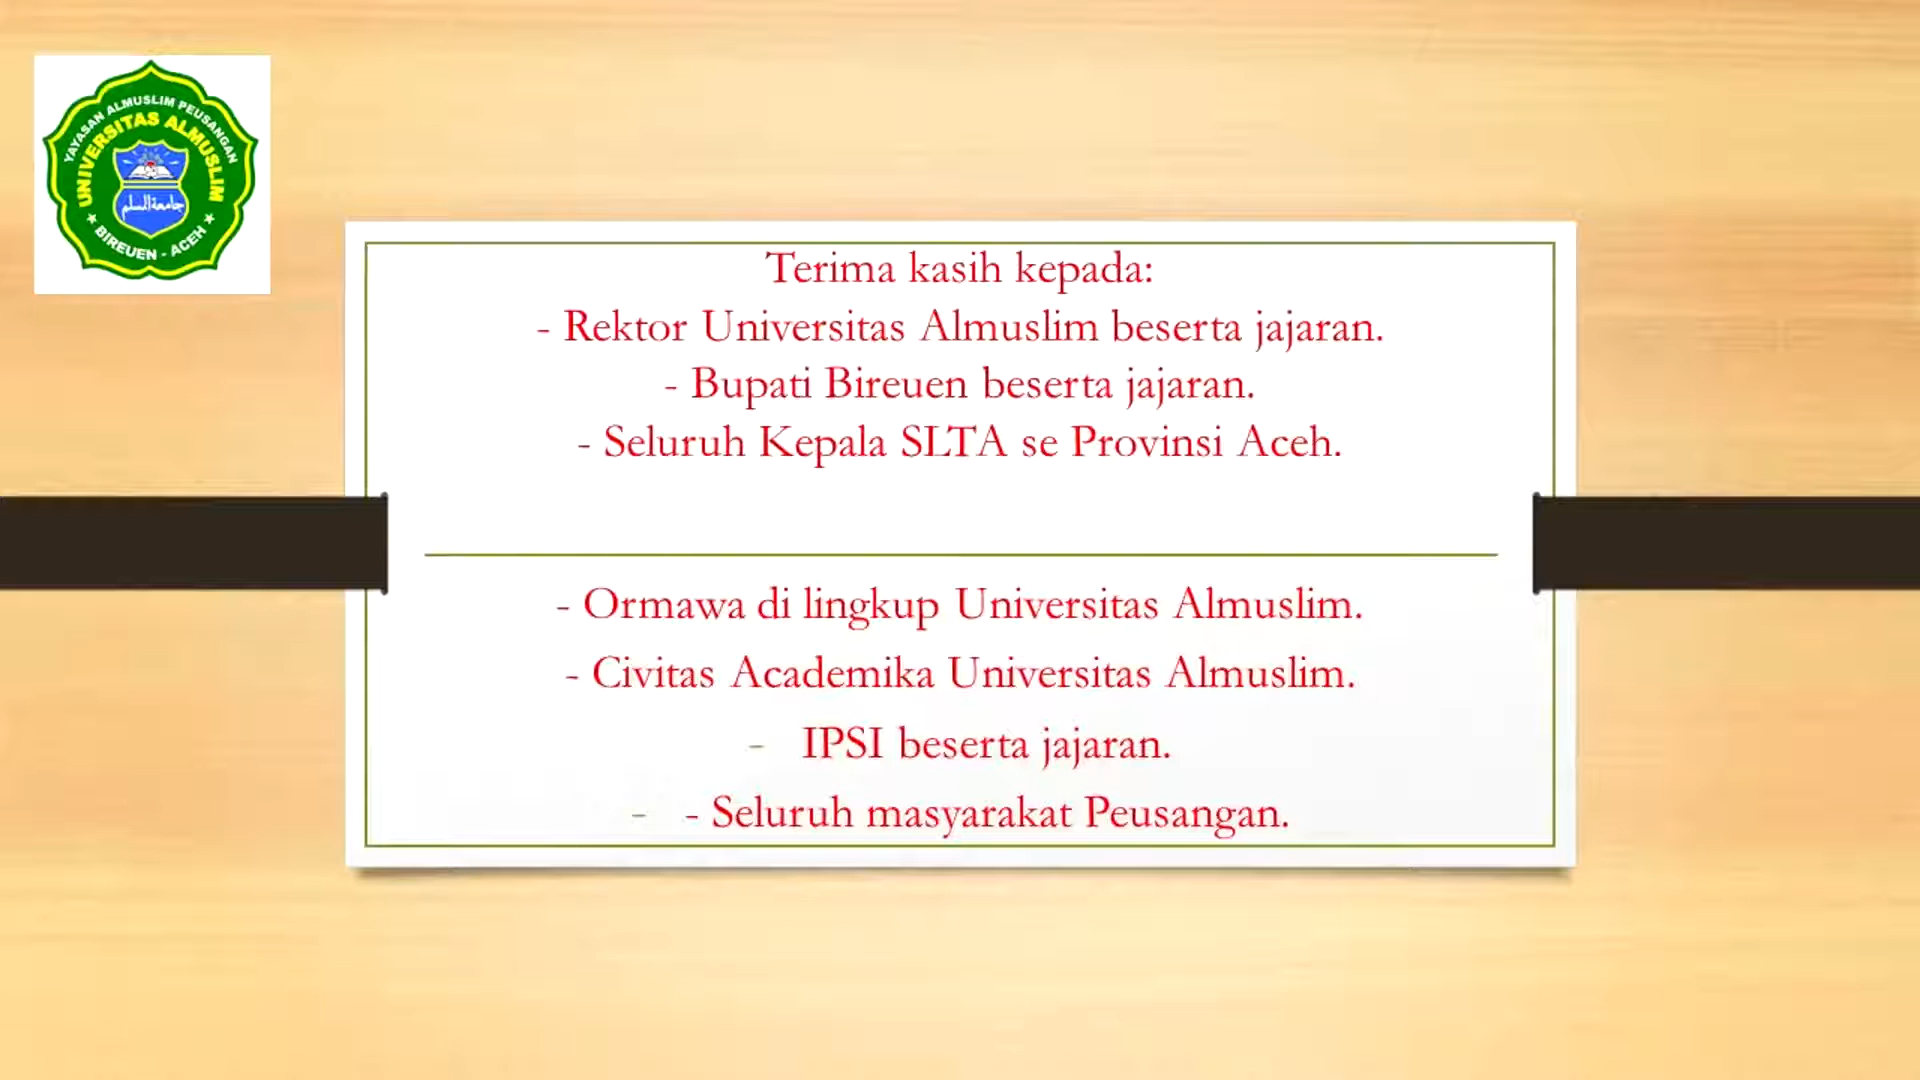 YAYASAN ALMUSLIM PEUSANGAN
UNIVERSITAS ALMUSLIM
جامعة المسلم
BIREUEN - ACEH
Terima kasih kepada:
- Rektor Universitas Almuslim beserta jajaran.
- Bupati Bireuen beserta jajaran.
- Seluruh Kepala SLTA se Provinsi Aceh.
- Ormawa di lingkup Universitas Almuslim.
- Civitas Academika Universitas Almuslim.
- IPSI beserta jajaran.
- - Seluruh masyarakat Peusangan.